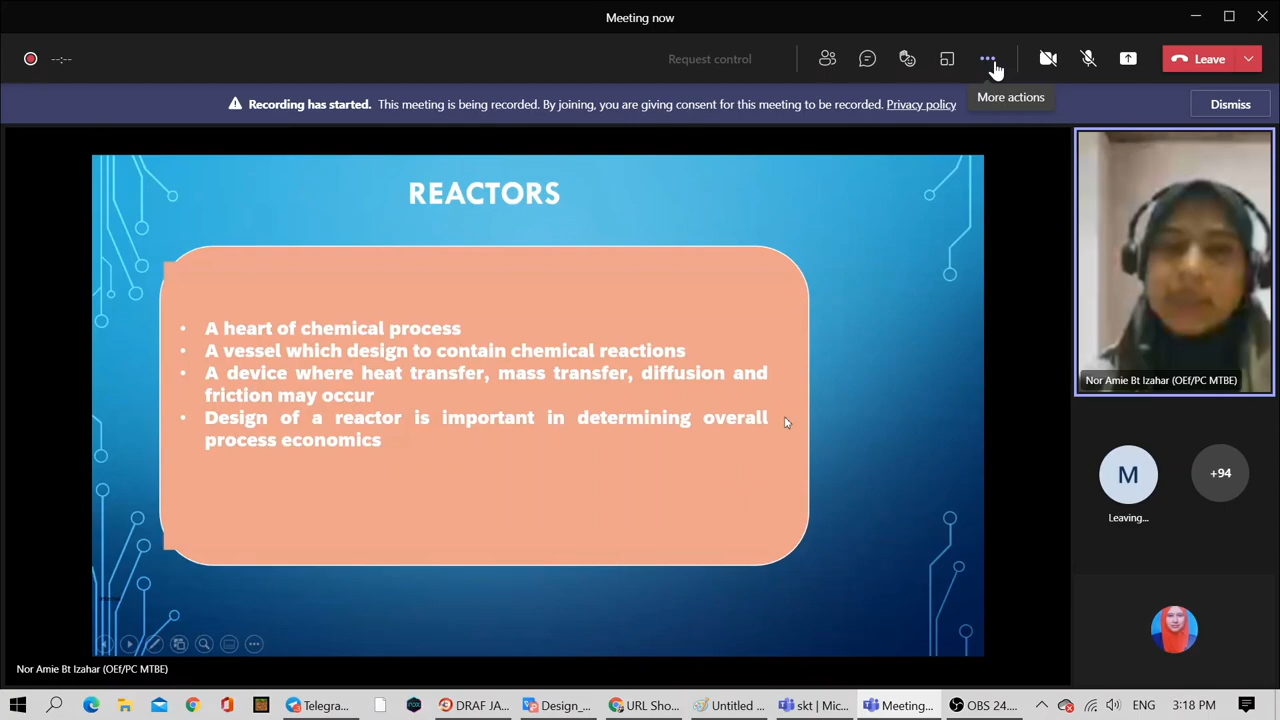 Meeting now
--:--
Request control
Leave
More actions
Recording has started. This meeting is being recorded. By joining, you are giving consent for this meeting to be recorded. Privacy policy
Dismiss
REACTORS
• A heart of chemical process
• A vessel which design to contain chemical reactions
• A device where heat transfer, mass transfer, diffusion and
friction may occur
• Design of a reactor is important in determining overall
process economics
Nor Amie Bt Izahar (OEf/PC MTBE)
M
+94
Leaving...
Nor Amie Bt Izahar (OEf/PC MTBE)
Telegra...
DRAF JA...
Design_...
URL Sho...
Untitled ...
skt | Mic...
Meeting...
OBS 24....
ENG
3:18 PM